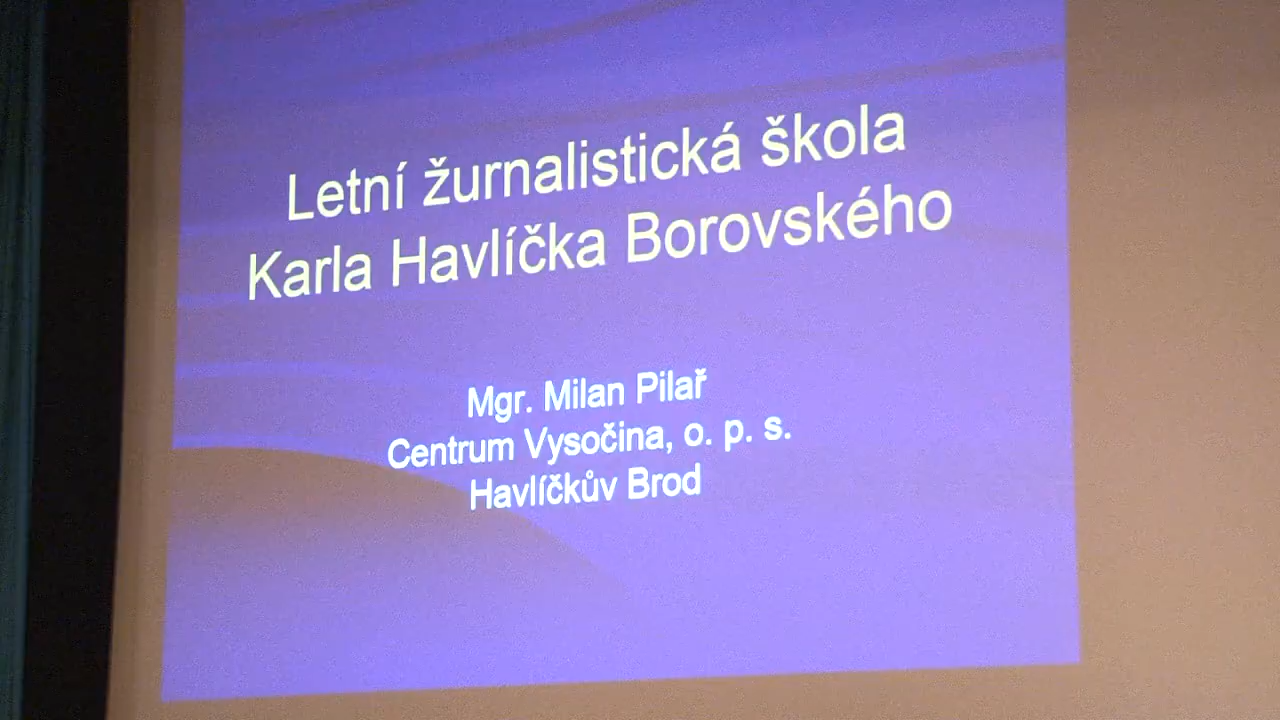 Letní žurnalistická škola
Karla Havlíčka Borovského
Mgr. Milan Pilař
Centrum Vysočina, o. p. s.
Havlíčkův Brod